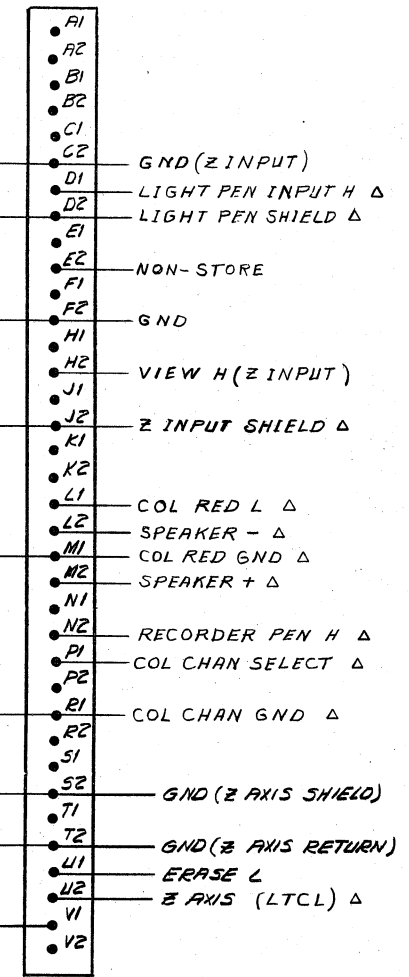 A1
A2
B1
B2
C1
C2 GND (Z INPUT)
D1 LIGHT PEN INPUT H △
D2 LIGHT PEN SHIELD △
E1
E2 NON-STORE
F1
F2 GND
H1
H2 VIEW H (Z INPUT)
J1
J2 Z INPUT SHIELD △
K1
K2
L1 COL RED L △
L2 SPEAKER - △
M1 COL RED GND △
M2 SPEAKER + △
N1
N2 RECORDER PEN H △
P1 COL CHAN SELECT △
P2
R1 COL CHAN GND △
R2
S1
S2 GND (Z AXIS SHIELD)
T1
T2 GND (Z AXIS RETURN)
U1 ERASE L
U2 Z AXIS (LTCL) △
V1
V2